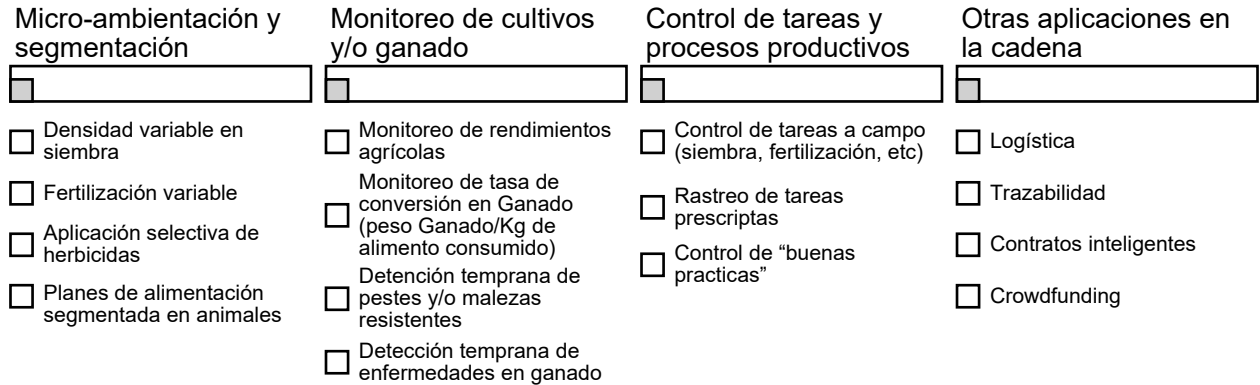 Micro-ambientación y
segmentación
Densidad variable en
siembra
Fertilización variable
Aplicación selectiva de
herbicidas
Planes de alimentación
segmentada en animales
Monitoreo de cultivos
y/o ganado
Monitoreo de rendimientos
agrícolas
Monitoreo de tasa de
conversión en Ganado
(peso Ganado/Kg de
alimento consumido)
Detención temprana de
pestes y/o malezas
resistentes
Detección temprana de
enfermedades en ganado
Control de tareas y
procesos productivos
Control de tareas a campo
(siembra, fertilización, etc)
Rastreo de tareas
prescriptas
Control de “buenas
practicas”
Otras aplicaciones en
la cadena
Logística
Trazabilidad
Contratos inteligentes
Crowdfunding